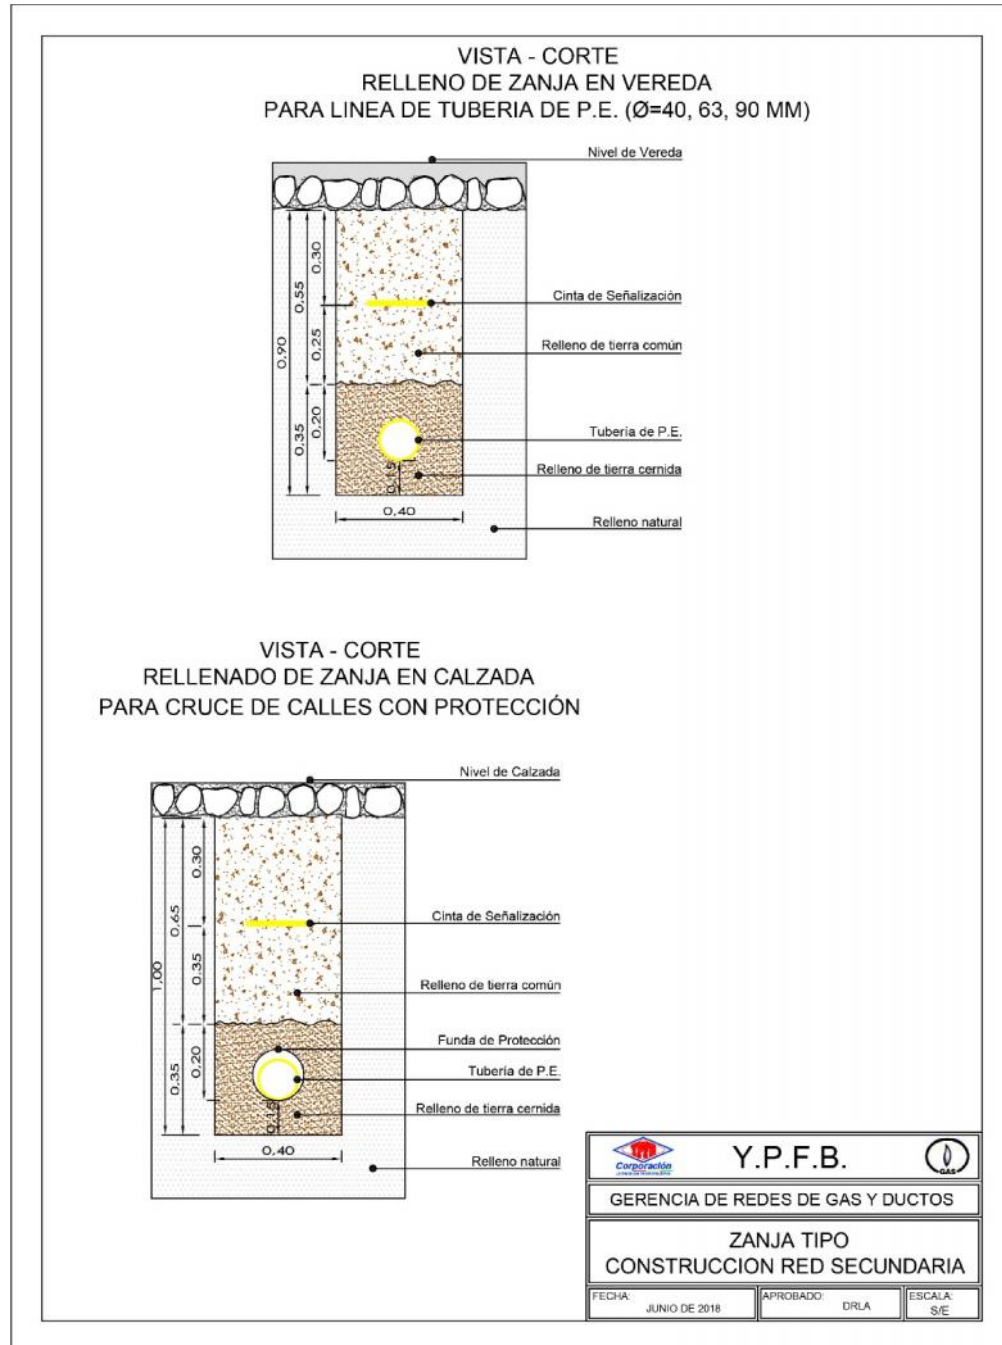 VISTA - CORTE
RELLENO DE ZANJA EN VEREDA
PARA LINEA DE TUBERIA DE P.E. (Ø=40, 63, 90 MM)
Nivel de Vereda
0,30
0,55
0,90
0,25
0,20
0,35
0,15
0,40
Cinta de Señalización
Relleno de tierra común
Tubería de P.E.
Relleno de tierra cernida
Relleno natural
VISTA - CORTE
RELLENADO DE ZANJA EN CALZADA
PARA CRUCE DE CALLES CON PROTECCIÓN
Nivel de Calzada
0,30
0,65
1,00
0,35
0,20
0,35
0,15
0,40
Cinta de Señalización
Relleno de tierra común
Funda de Protección
Tubería de P.E.
Relleno de tierra cernida
Relleno natural
Corporación
Y.P.F.B.
GAS
GERENCIA DE REDES DE GAS Y DUCTOS
ZANJA TIPO
CONSTRUCCION RED SECUNDARIA
FECHA:
JUNIO DE 2018
APROBADO:
DRLA
ESCALA:
S/E